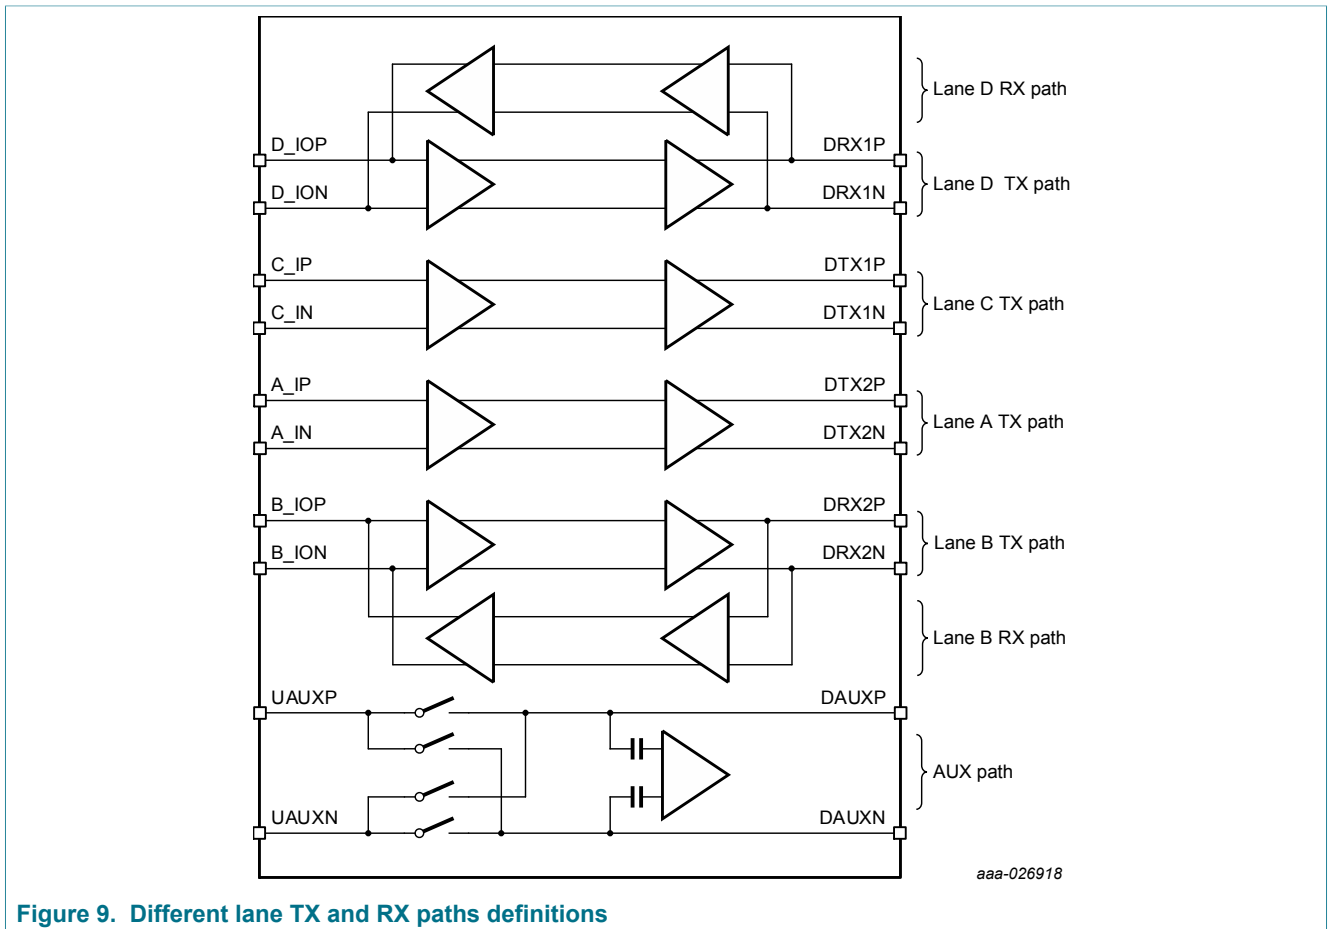 Lane D RX path
D_IOP
DRX1P
Lane D TX path
D_ION
DRX1N
C_IP
DTX1P
Lane C TX path
C_IN
DTX1N
A_IP
DTX2P
Lane A TX path
A_IN
DTX2N
B_IOP
DRX2P
Lane B TX path
B_ION
DRX2N
Lane B RX path
UAUXP
DAUXP
AUX path
UAUXN
DAUXN
aaa-026918
Figure 9. Different lane TX and RX paths definitions